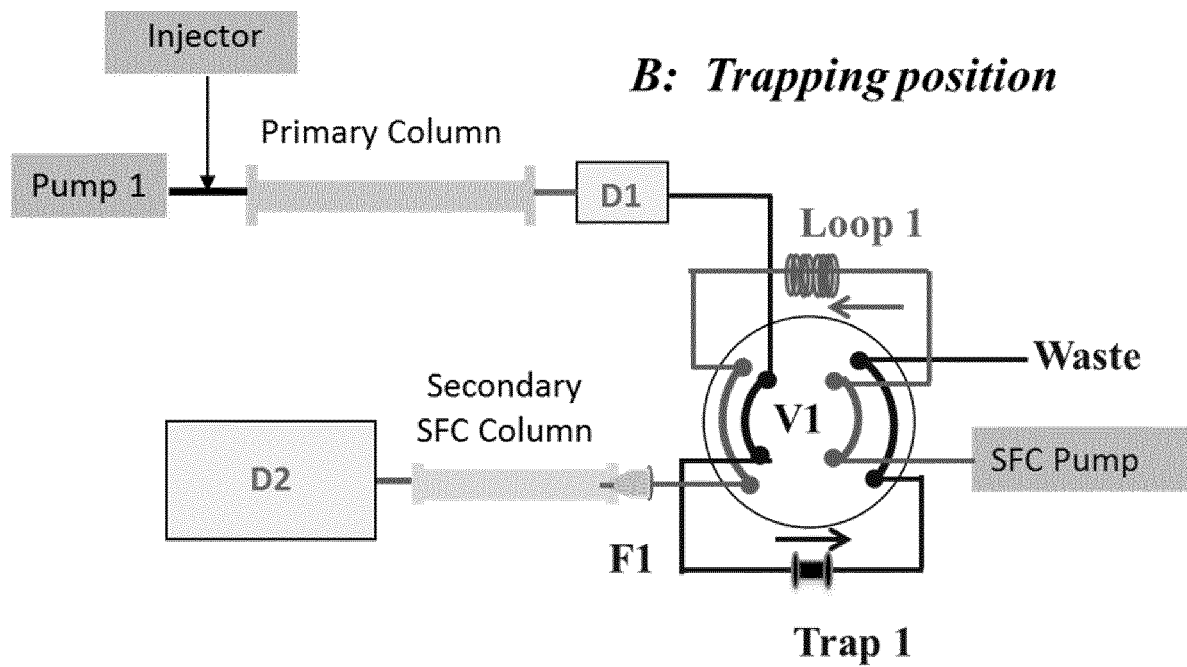 Injector
B: Trapping position
Primary Column
Pump 1
D1
Loop 1
Waste
Secondary
SFC Column
V1
SFC Pump
D2
F1
Trap 1